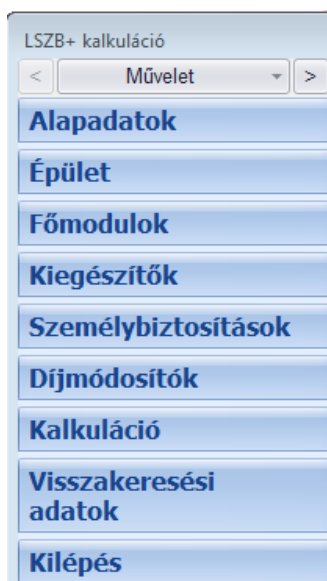 LSZB+ kalkuláció
< Művelet >
Alapadatok
Épület
Főmodulok
Kiegészítők
Személybiztosítások
Díjmódosítók
Kalkuláció
Visszakeresési
adatok
Kilépés